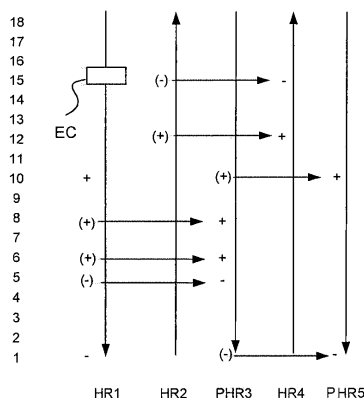 18
17
16
15 (-) -
14
EC
13
12 (+) +
11
10 + (+) +
9
8 (+) +
7
6 (+) +
5 (-) -
4
3
2
1 - (-) -
HR1 HR2 PHR3 HR4 PHR5